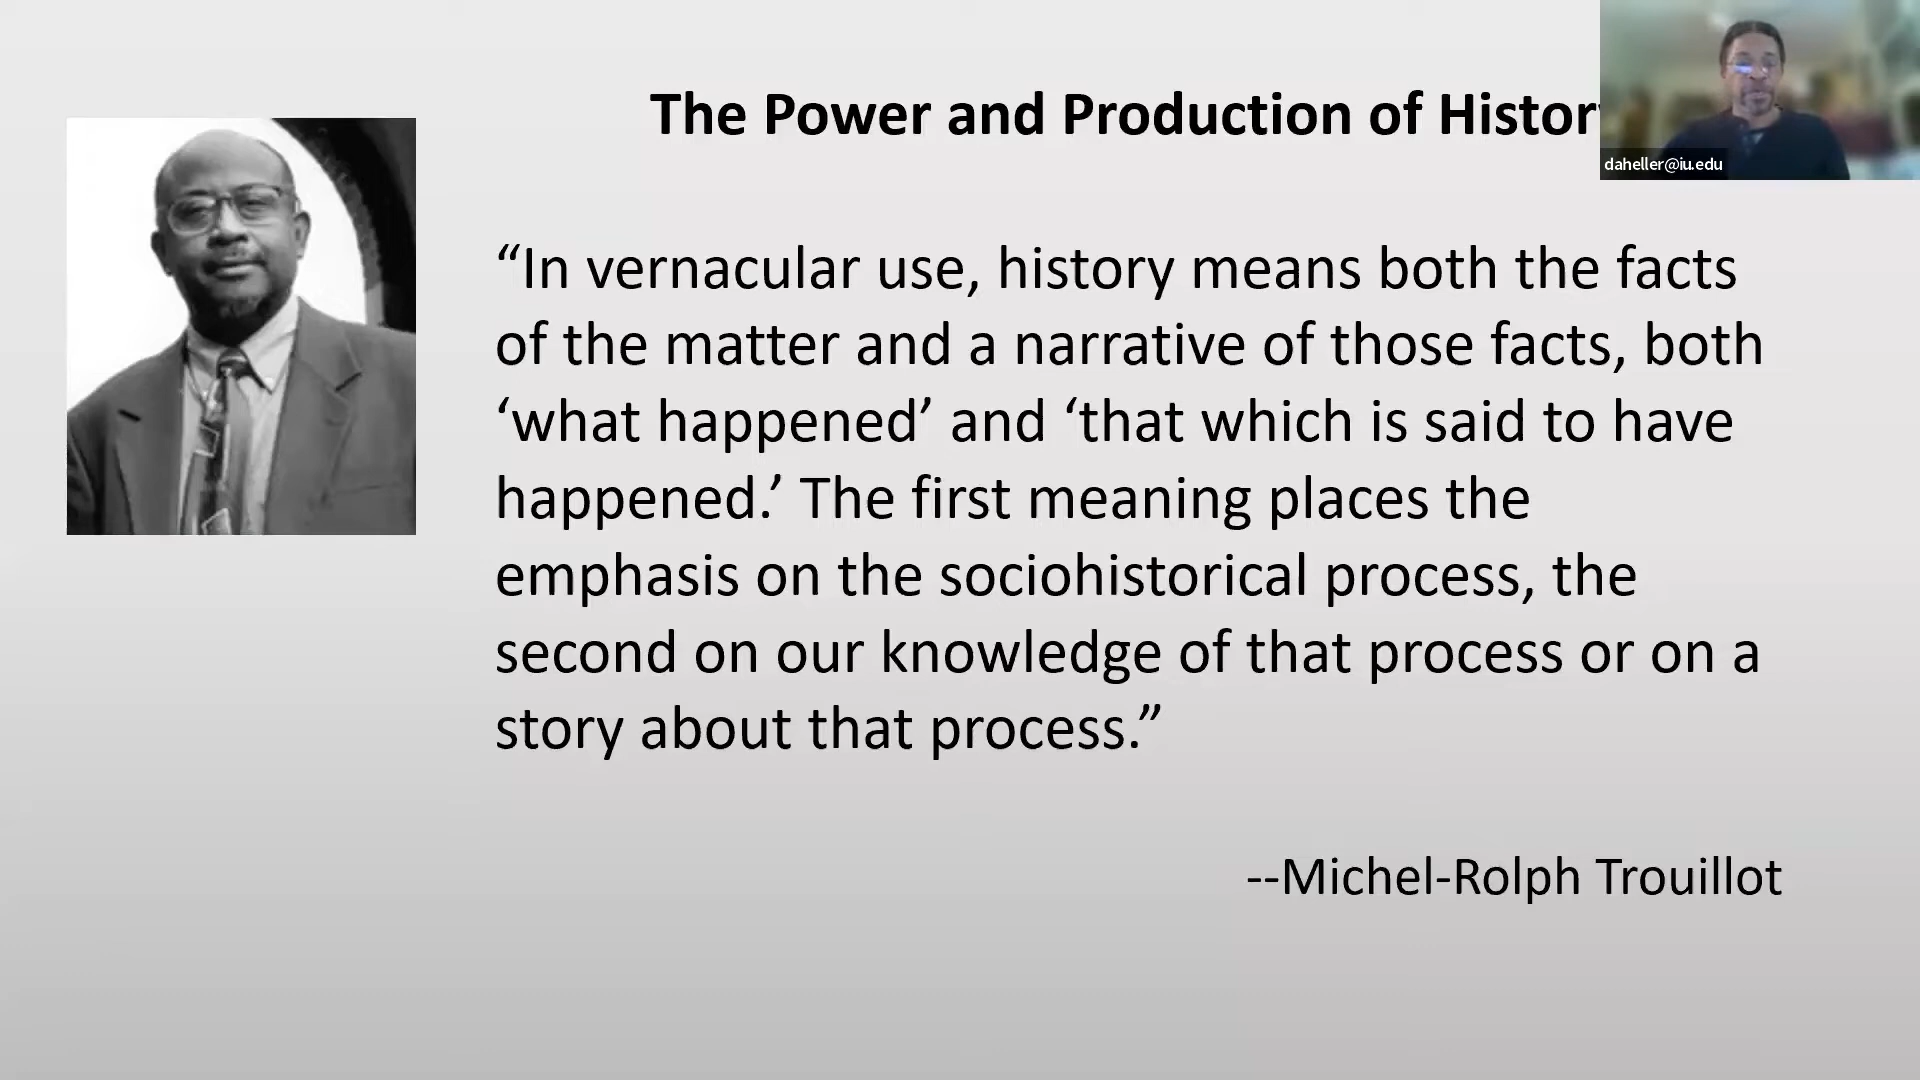 The Power and Production of Histor
daheller@iu.edu
“In vernacular use, history means both the facts
of the matter and a narrative of those facts, both
‘what happened’ and ‘that which is said to have
happened.’ The first meaning places the
emphasis on the sociohistorical process, the
second on our knowledge of that process or on a
story about that process.”
--Michel-Rolph Trouillot